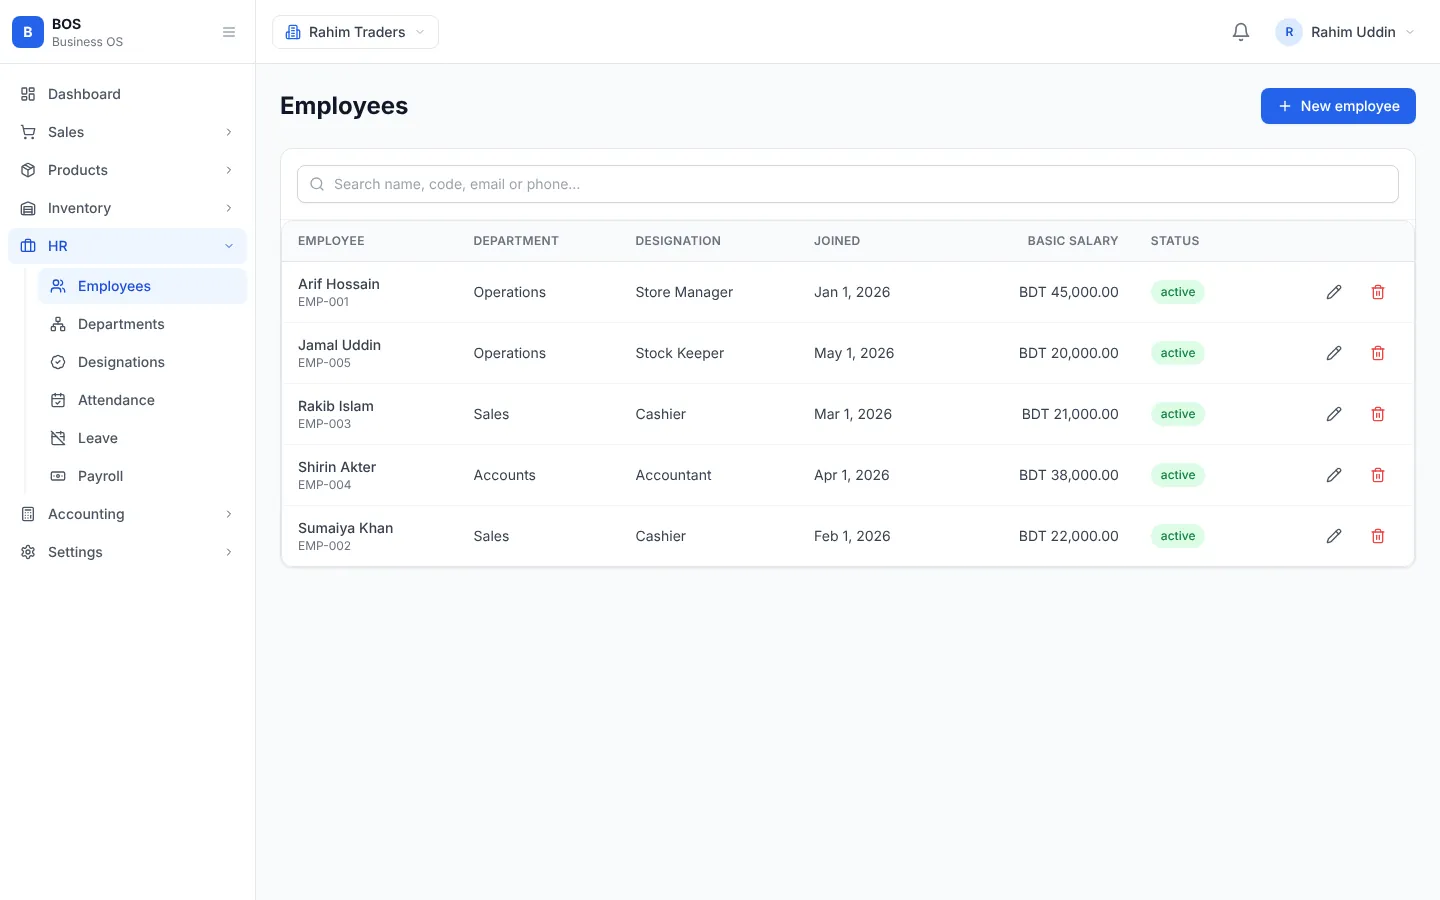 BOS
Business OS
Rahim Traders
R
Rahim Uddin
B
Dashboard
Sales
Products
Inventory
HR
Employees
Departments
Designations
Attendance
Leave
Payroll
Accounting
Settings
Employees
New employee
Search name, code, email or phone...
EMPLOYEE DEPARTMENT DESIGNATION JOINED BASIC SALARY STATUS
Arif Hossain
EMP-001
Operations Store Manager Jan 1, 2026 BDT 45,000.00 active
Jamal Uddin
EMP-005
Operations Stock Keeper May 1, 2026 BDT 20,000.00 active
Rakib Islam
EMP-003
Sales Cashier Mar 1, 2026 BDT 21,000.00 active
Shirin Akter
EMP-004
Accounts Accountant Apr 1, 2026 BDT 38,000.00 active
Sumaiya Khan
EMP-002
Sales Cashier Feb 1, 2026 BDT 22,000.00 active